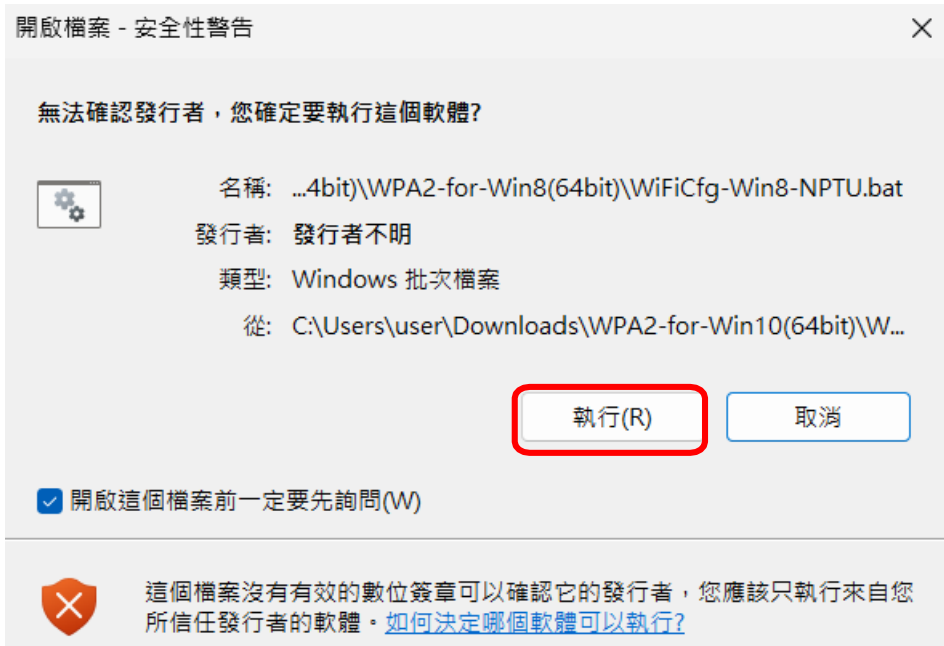 開啟檔案 - 安全性警告
無法確認發行者，您確定要執行這個軟體?
名稱: ...4bit)\WPA2-for-Win8(64bit)\WiFiCfg-Win8-NPTU.bat
發行者: 發行者不明
類型: Windows 批次檔案
從: C:\Users\user\Downloads\WPA2-for-Win10(64bit)\W...
執行(R) 取消
開啟這個檔案前一定要先詢問(W)
這個檔案沒有有效的數位簽章可以確認它的發行者，您應該只執行來自您
所信任發行者的軟體。如何決定哪個軟體可以執行?